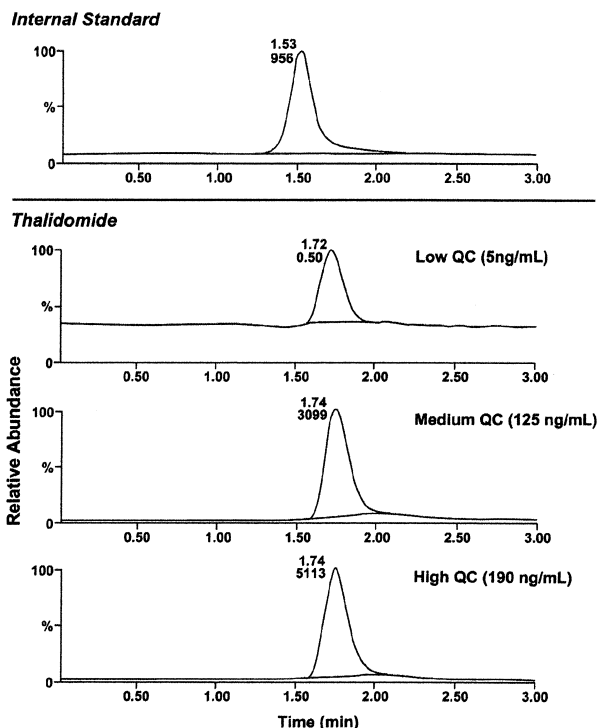 Internal Standard
1.53
956
100
%
0
0.50 1.00 1.50 2.00 2.50 3.00
Thalidomide
Relative Abundance
1.72
0.50
100
Low QC (5ng/mL)
%
0
0.50 1.00 1.50 2.00 2.50 3.00
1.74
3099
100
Medium QC (125 ng/mL)
%
0
0.50 1.00 1.50 2.00 2.50 3.00
1.74
5113
100
High QC (190 ng/mL)
%
0
0.50 1.00 1.50 2.00 2.50 3.00
Time (min)